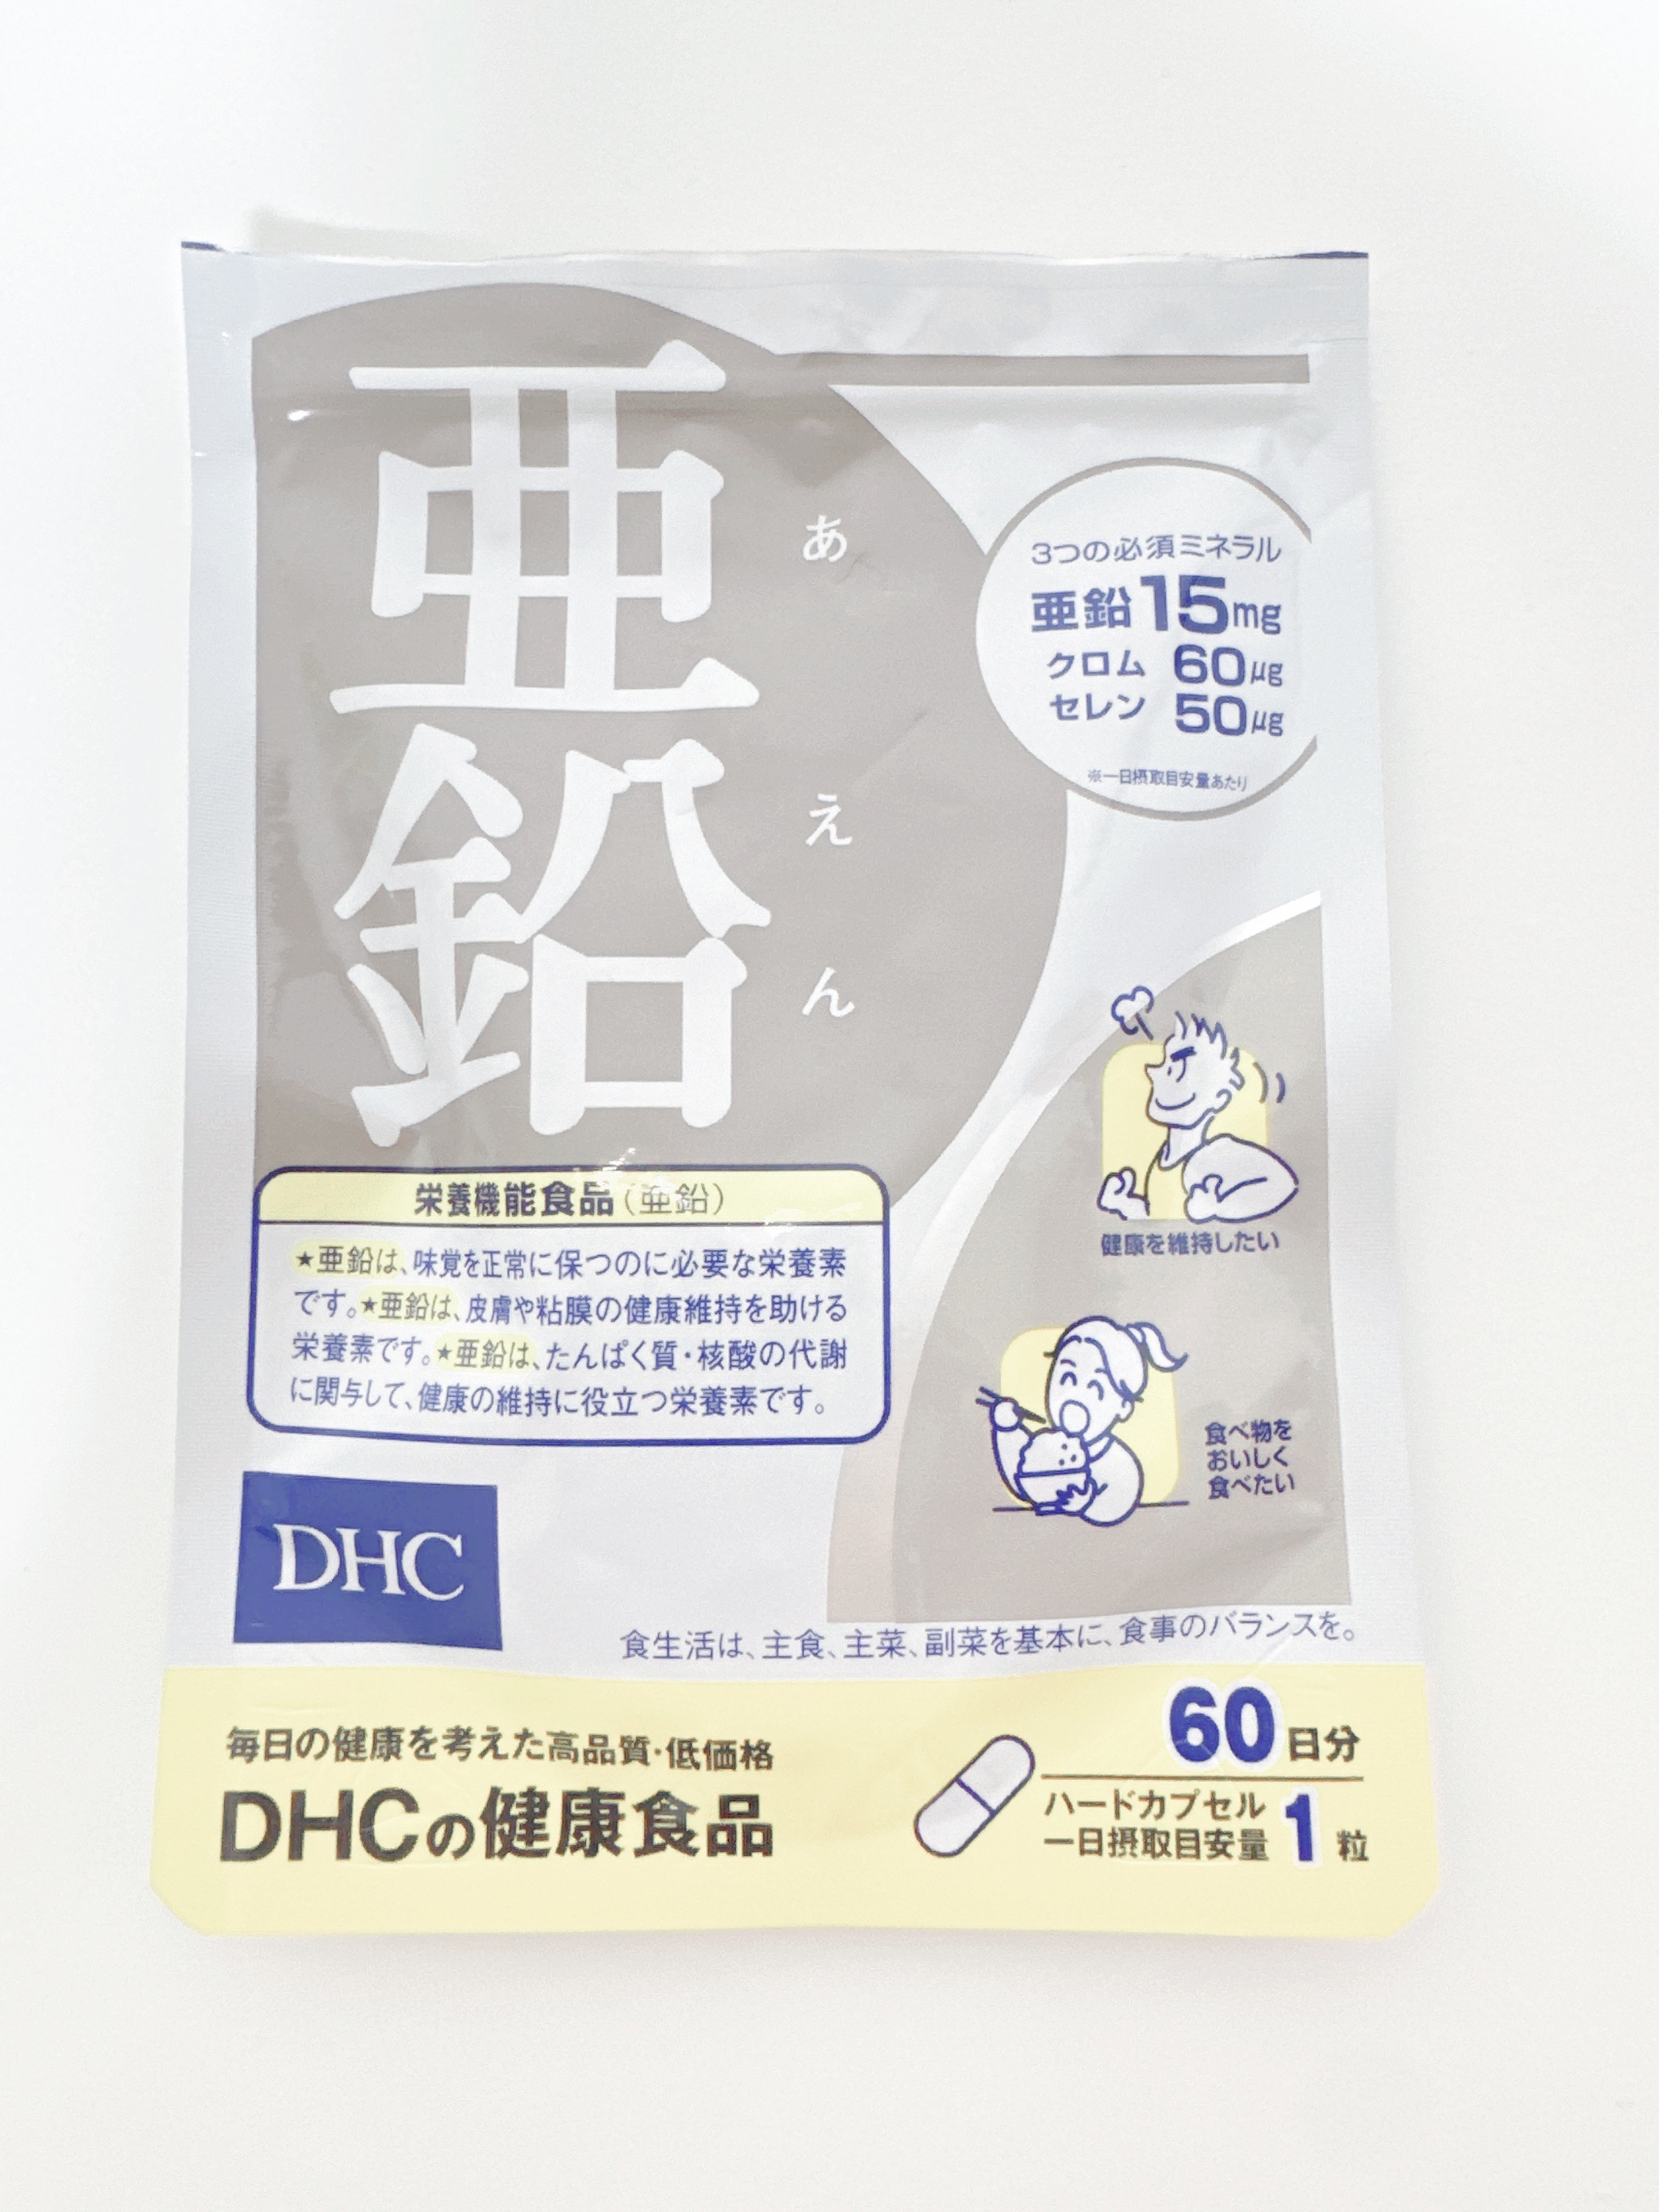 亜鉛
あえん
3つの必須ミネラル
亜鉛15mg
クロム 60μg
セレン 50μg
※一日摂取目安量あたり
健康を維持したい
食べ物を
おいしく
食べたい
栄養機能食品(亜鉛)
★亜鉛は、味覚を正常に保つのに必要な栄養素
です。★亜鉛は、皮膚や粘膜の健康維持を助ける
栄養素です。★亜鉛は、たんぱく質・核酸の代謝
に関与して、健康の維持に役立つ栄養素です。
DHC
食生活は、主食、主菜、副菜を基本に、食事のバランスを。
毎日の健康を考えた高品質・低価格
DHCの健康食品
60日分
ハードカプセル
一日摂取目安量 1粒